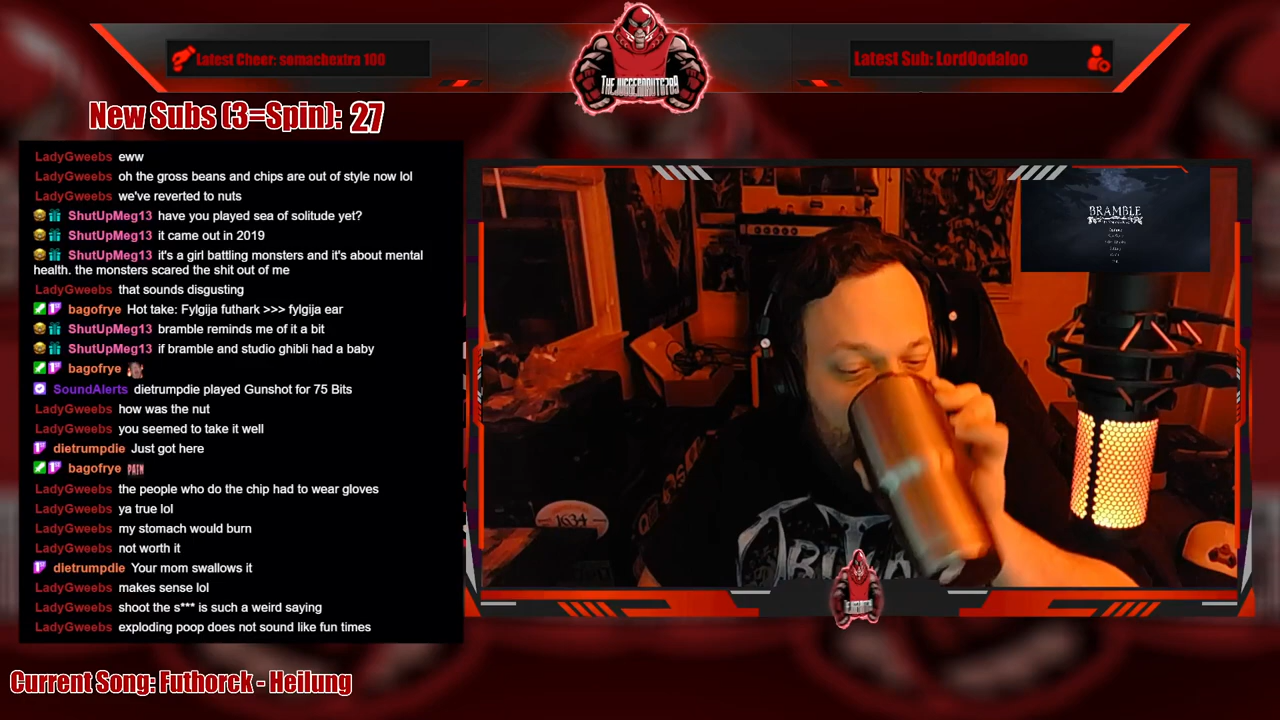 Latest Cheer: somachextra 100
THEJUGGERNAUT6789
Latest Sub: LordOodaloo
New Subs (3=Spin): 27
LadyGweebs eww
LadyGweebs oh the gross beans and chips are out of style now lol
LadyGweebs we've reverted to nuts
ShutUpMeg13 have you played sea of solitude yet?
ShutUpMeg13 it came out in 2019
ShutUpMeg13 it's a girl battling monsters and it's about mental
health. the monsters scared the shit out of me
LadyGweebs that sounds disgusting
bagofrye Hot take: Fylgija futhark >>> fylgija ear
ShutUpMeg13 bramble reminds me of it a bit
ShutUpMeg13 if bramble and studio ghibli had a baby
bagofrye
SoundAlerts dietrumpdie played Gunshot for 75 Bits
LadyGweebs how was the nut
LadyGweebs you seemed to take it well
dietrumpdie Just got here
bagofrye PAIN
LadyGweebs the people who do the chip had to wear gloves
LadyGweebs ya true lol
LadyGweebs my stomach would burn
LadyGweebs not worth it
dietrumpdie Your mom swallows it
LadyGweebs makes sense lol
LadyGweebs shoot the s*** is such a weird saying
LadyGweebs exploding poop does not sound like fun times
BRAMBLE
1634
Current Song: Futhorck - Heilung